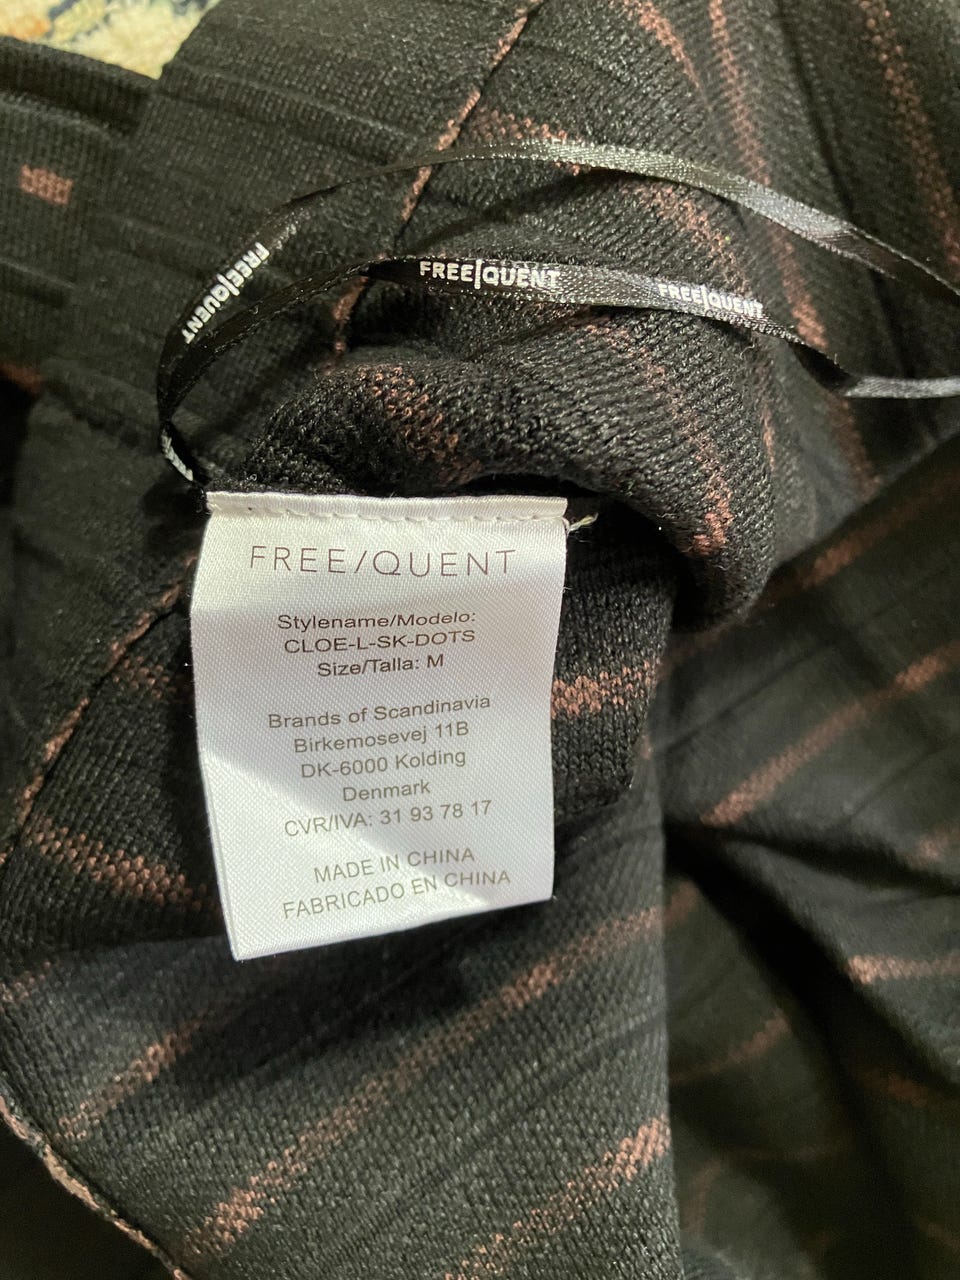 FREE|QUENT
FREE|QUENT
FREE|QUENT
FREE/QUENT
Stylename/Modelo:
CLOE-L-SK-DOTS
Size/Talla: M
Brands of Scandinavia
Birkemosevej 11B
DK-6000 Kolding
Denmark
CVR/IVA: 31 93 78 17
MADE IN CHINA
FABRICADO EN CHINA